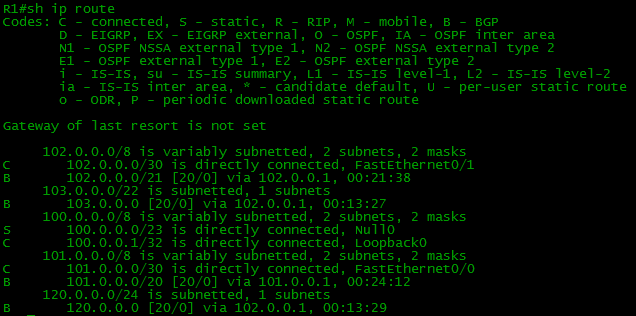 R1#sh ip route
Codes: C - connected, S - static, R - RIP, M - mobile, B - BGP
       D - EIGRP, EX - EIGRP external, O - OSPF, IA - OSPF inter area
       N1 - OSPF NSSA external type 1, N2 - OSPF NSSA external type 2
       E1 - OSPF external type 1, E2 - OSPF external type 2
       i - IS-IS, su - IS-IS summary, L1 - IS-IS level-1, L2 - IS-IS level-2
       ia - IS-IS inter area, * - candidate default, U - per-user static route
       o - ODR, P - periodic downloaded static route

Gateway of last resort is not set

     102.0.0.0/8 is variably subnetted, 2 subnets, 2 masks
C       102.0.0.0/30 is directly connected, FastEthernet0/1
B       102.0.0.0/21 [20/0] via 102.0.0.1, 00:21:38
     103.0.0.0/22 is subnetted, 1 subnets
B       103.0.0.0 [20/0] via 102.0.0.1, 00:13:27
     100.0.0.0/8 is variably subnetted, 2 subnets, 2 masks
S       100.0.0.0/23 is directly connected, Null0
C       100.0.0.1/32 is directly connected, Loopback0
     101.0.0.0/8 is variably subnetted, 2 subnets, 2 masks
C       101.0.0.0/30 is directly connected, FastEthernet0/0
B       101.0.0.0/20 [20/0] via 101.0.0.1, 00:24:12
     120.0.0.0/24 is subnetted, 1 subnets
B       120.0.0.0 [20/0] via 102.0.0.1, 00:13:29